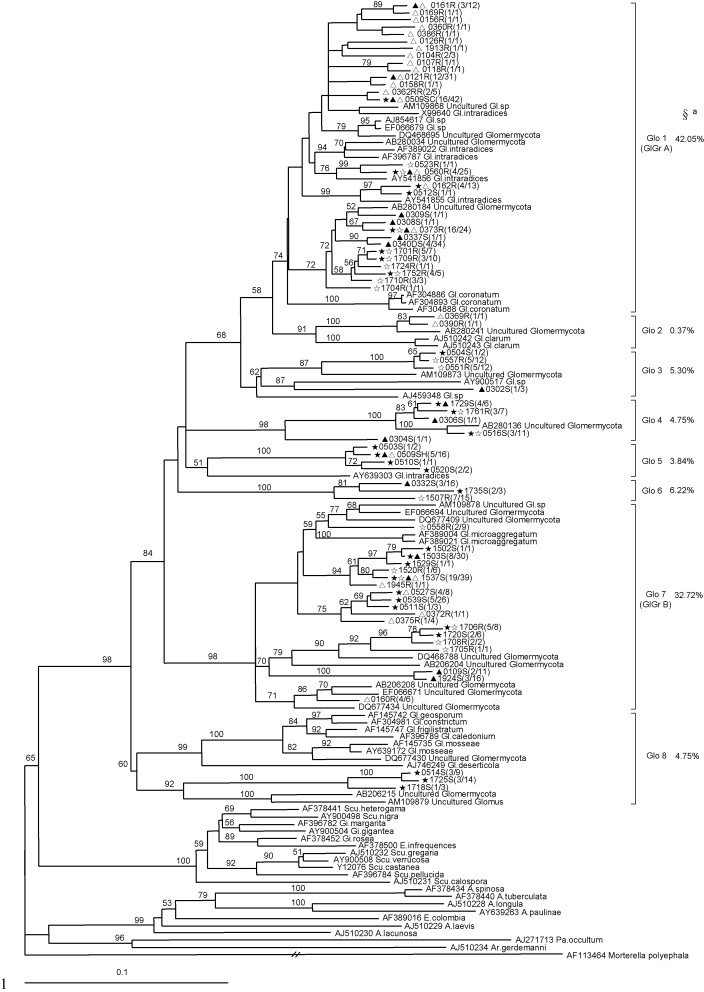 89
▲△ 0161R (3/12)
△0169R(1/1)
△0156R(1/1)
△0360R(1/1)
△0386R(1/1)
△0126R(1/1)
△1913R(1/1)
△0104R(2/3)
79
△0107R(1/1)
△0118R(1/1)
▲△0121R(12/31)
△0158R(1/1)
△0362RR(2/5)
★▲△ 0509SC(16/42)
AM109868 Uncultured Gl.sp
X99640 Gl.intraradices
95
AJ854617 Gl.sp
EF066679 Gl.sp
79
DQ468695 Uncultured Glomermycota
70
AB280034 Uncultured Glomermycota
AF389022 Gl.intraradices
94
AF396787 Gl.intraradices
99
☆0523R(1/1)
76
★☆▲△ 0560R(4/25)
AY541856 Gl.intraradices
97
★△ 0162R(4/13)
★0512S(1/1)
99
AY541855 Gl.intraradices
AB280184 Uncultured Glomermycota
52
▲0309S(1/1)
▲0308S(1/1)
67
★☆▲△0373R(16/24)
90
▲0337S(1/1)
▲0340DS(4/34)
72
71
★☆1701R(5/7)
★☆1709R(3/10)
56
☆1724R(1/1)
58
★☆1752R(4/5)
☆1710R(3/3)
☆1704R(1/1)
72
74
97
AF304886 Gl.coronatum
AF304893 Gl.coronatum
100
AF304888 Gl.coronatum
Glo 1
(GlGr A)
§ a
42.05%
58
63
△0369R(1/1)
100
△0390R(1/1)
AB280241 Uncultured Glomermycota
91
AJ510242 Gl.clarum
AJ510243 Gl.clarum
Glo 2 0.37%
68
65
★0504S(1/2)
☆0557R(5/12)
87
☆0551R(5/12)
100
AM109873 Uncultured Glomermycota
62
87
AY900517 Gl.sp
▲0302S(1/3)
AJ459348 Gl.sp
Glo 3 5.30%
61
★▲1729S(4/6)
83
★☆1761R(3/7)
100
▲0306S(1/1)
AB280136 Uncultured Glomermycota
100
★☆0516S(3/11)
98
▲0304S(1/1)
Glo 4 4.75%
100
★0503S(1/2)
★▲△0509SH(5/16)
72
★0510S(1/1)
★0520S(2/2)
51
AY639303 Gl.intraradices
Glo 5 3.84%
81
▲0332S(3/16)
100
★1735S(2/3)
☆1507R(7/15)
Glo 6 6.22%
84
68
AM109878 Uncultured Gl.sp
77
EF066694 Uncultured Glomermycota
55
DQ677409 Uncultured Glomermycota
59
☆0558R(2/9)
100
AF389004 Gl.microaggregatum
AF389021 Gl.microaggregatum
79
★1502S(1/1)
97
★▲1503S(8/30)
★1529S(1/1)
61
☆1520R(1/6)
80
★☆▲△ 1537S(19/39)
94
△1945R(1/1)
★△0527S(4/8)
69
★0539S(5/26)
62
★0511S(1/3)
75
△0372R(1/1)
△0375R(1/4)
78
★☆1706R(5/8)
96
★1720S(2/6)
92
☆1708R(2/2)
90
☆1705R(1/1)
79
DQ468788 Uncultured Glomermycota
98
98
70
AB206204 Uncultured Glomermycota
100
▲0109S(2/11)
▲1924S(3/16)
70
AB206208 Uncultured Glomermycota
86
EF066671 Uncultured Glomermycota
71
△0160R(4/6)
DQ677434 Uncultured Glomermycota
Glo 7 32.72%
(GlGr B)
97
AF145742 Gl.geosporum
84
AF304981 Gl.constrictum
92
AF145747 Gl.frigilistratum
100
AF396789 Gl.caledonium
92
AF145735 Gl.mosseae
82
AY639172 Gl.mosseae
DQ677430 Uncultured Glomermycota
99
AJ746249 Gl.deserticola
65
60
100
★0514S(3/9)
100
★1725S(3/14)
92
★1718S(1/3)
AB206215 Uncultured Glomermycota
100
AM109879 Uncultured Glomus
Glo 8 4.75%
69
AF378441 Scu.heterogama
AY900498 Scu.nigra
56
AF396782 Gi.margarita
AY900504 Gi.gigantea
89
AF378452 Gi.rosea
59
AF378500 E.infrequences
51
AJ510232 Scu.gregaria
90
AY900508 Scu.verrucosa
92
Y12076 Scu.castanea
100
AF396784 Scu.pellucida
AJ510231 Scu.calospora
100
AF378434 A.spinosa
79
AF378440 A.tuberculata
53
100
AJ510228 A.longula
AY639263 A.paulinae
99
AF389016 E.colombia
AJ510229 A.laevis
AJ510230 A.lacunosa
96
AJ271713 Pa.occultum
AJ510234 Ar.gerdemanni
AF113464 Morterella polyephala
0.1
1